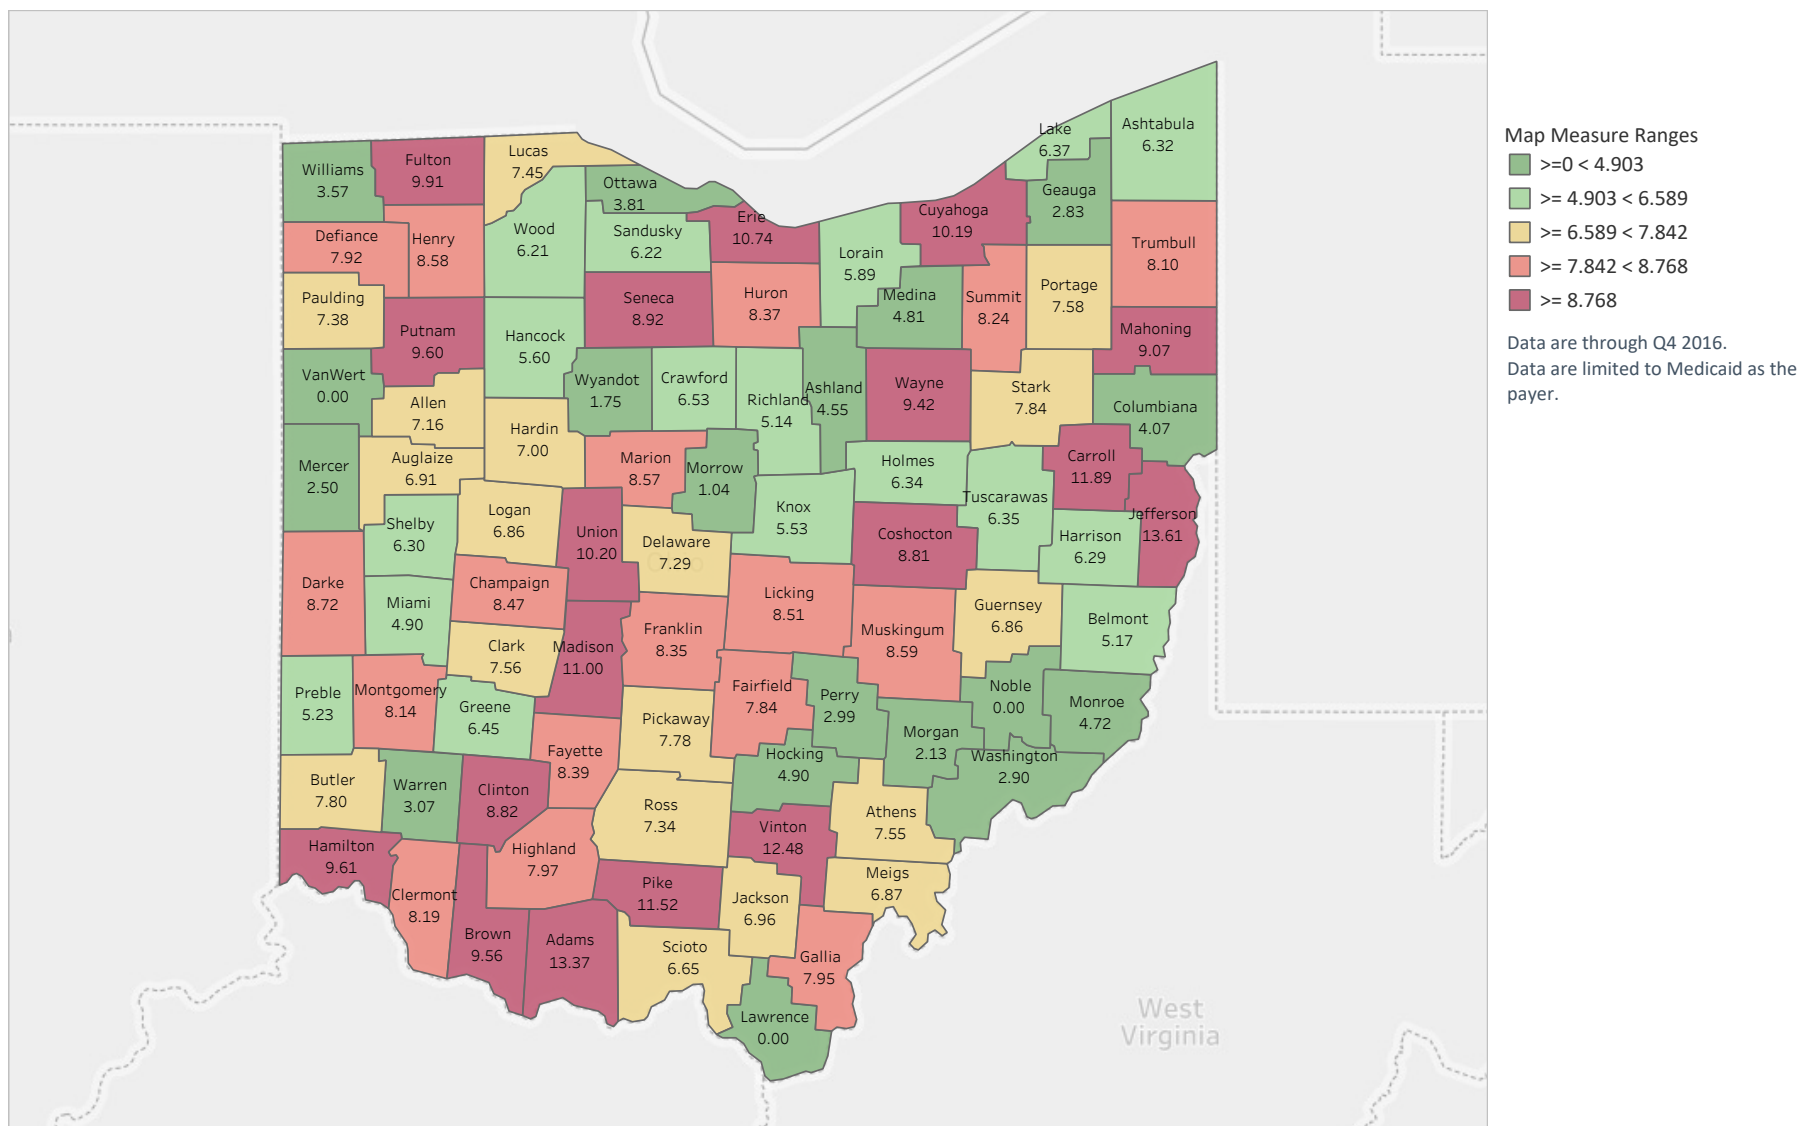 Williams
3.57
Fulton
9.91
Lucas
7.45
Ottawa
3.81
Erie
10.74
Cuyahoga
10.19
Lake
6.37
Ashtabula
6.32
Geauga
2.83
Defiance
7.92
Henry
8.58
Wood
6.21
Sandusky
6.22
Lorain
5.89
Trumbull
8.10
Paulding
7.38
Putnam
9.60
Hancock
5.60
Seneca
8.92
Huron
8.37
Medina
4.81
Summit
8.24
Portage
7.58
Mahoning
9.07
VanWert
0.00
Allen
7.16
Wyandot
1.75
Crawford
6.53
Richland
5.14
Ashland
4.55
Wayne
9.42
Stark
7.84
Columbiana
4.07
Mercer
2.50
Auglaize
6.91
Hardin
7.00
Marion
8.57
Morrow
1.04
Holmes
6.34
Carroll
11.89
Shelby
6.30
Logan
6.86
Union
10.20
Delaware
7.29
Knox
5.53
Coshocton
8.81
Tuscarawas
6.35
Harrison
6.29
Jefferson
13.61
Darke
8.72
Miami
4.90
Champaign
8.47
Clark
7.56
Madison
11.00
Franklin
8.35
Licking
8.51
Muskingum
8.59
Guernsey
6.86
Belmont
5.17
Preble
5.23
Montgomery
8.14
Greene
6.45
Fayette
8.39
Pickaway
7.78
Fairfield
7.84
Perry
2.99
Morgan
2.13
Noble
0.00
Monroe
4.72
Butler
7.80
Warren
3.07
Clinton
8.82
Ross
7.34
Hocking
4.90
Athens
7.55
Washington
2.90
Hamilton
9.61
Clermont
8.19
Highland
7.97
Vinton
12.48
Pike
11.52
Jackson
6.96
Meigs
6.87
Brown
9.56
Adams
13.37
Scioto
6.65
Gallia
7.95
Lawrence
0.00
West
Virginia
Map Measure Ranges
>=0 < 4.903
>= 4.903 < 6.589
>= 6.589 < 7.842
>= 7.842 < 8.768
>= 8.768
Data are through Q4 2016.
Data are limited to Medicaid as the
payer.